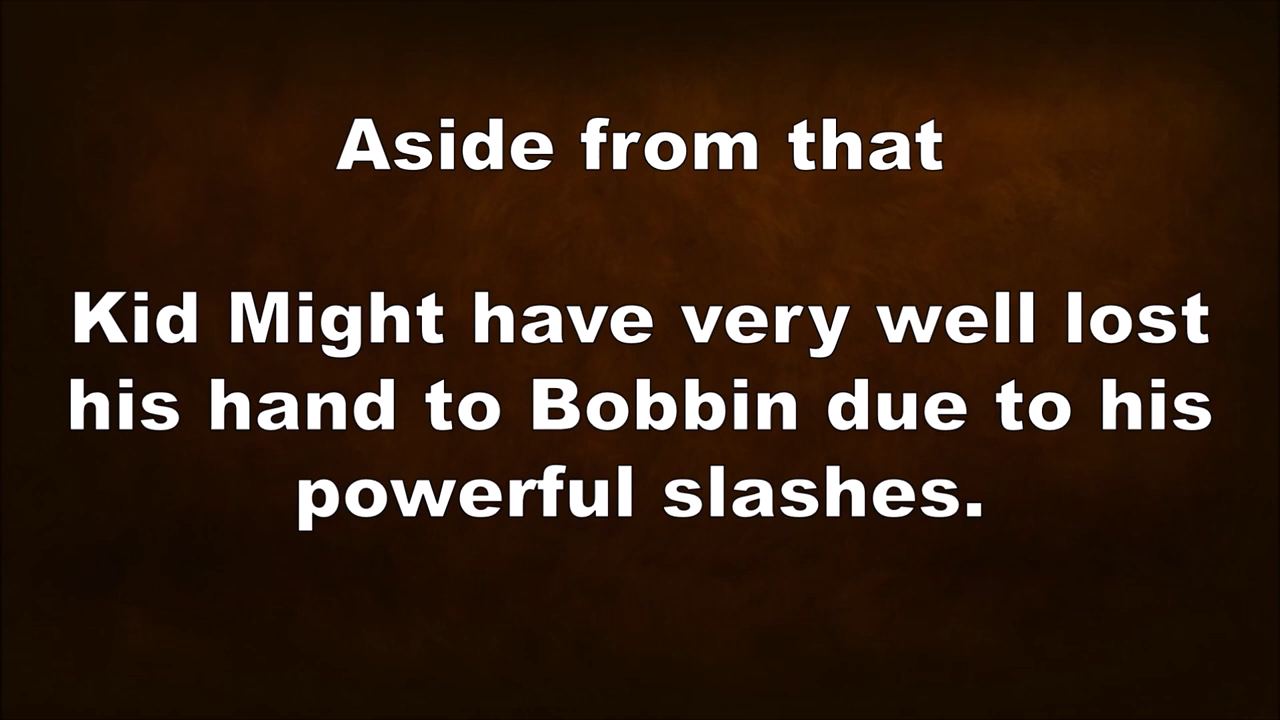 Aside from that
Kid Might have very well lost
his hand to Bobbin due to his
powerful slashes.